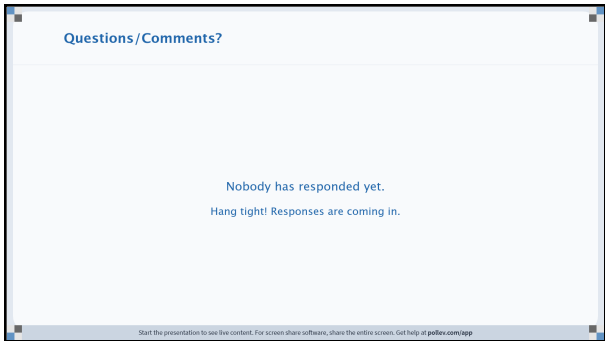 Questions/Comments?
Nobody has responded yet.
Hang tight! Responses are coming in.
Start the presentation to see live content. For screen share software, share the entire screen. Get help at pollev.com/app